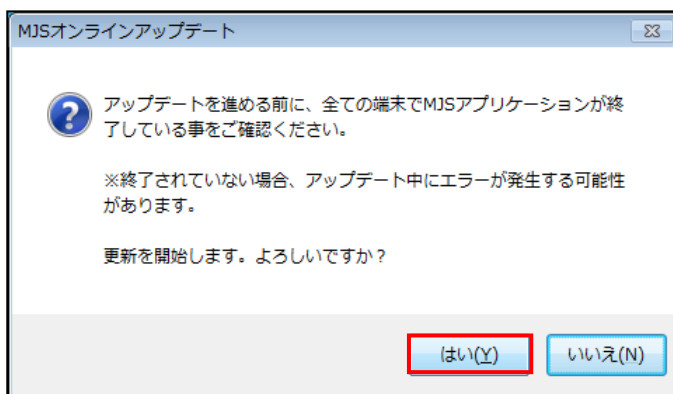 MJSオンラインアップデート
アップデートを進める前に、全ての端末でMJSアプリケーションが終
了している事をご確認ください。
※終了されていない場合、アップデート中にエラーが発生する可能性
があります。
更新を開始します。よろしいですか？
はい(Y)
いいえ(N)